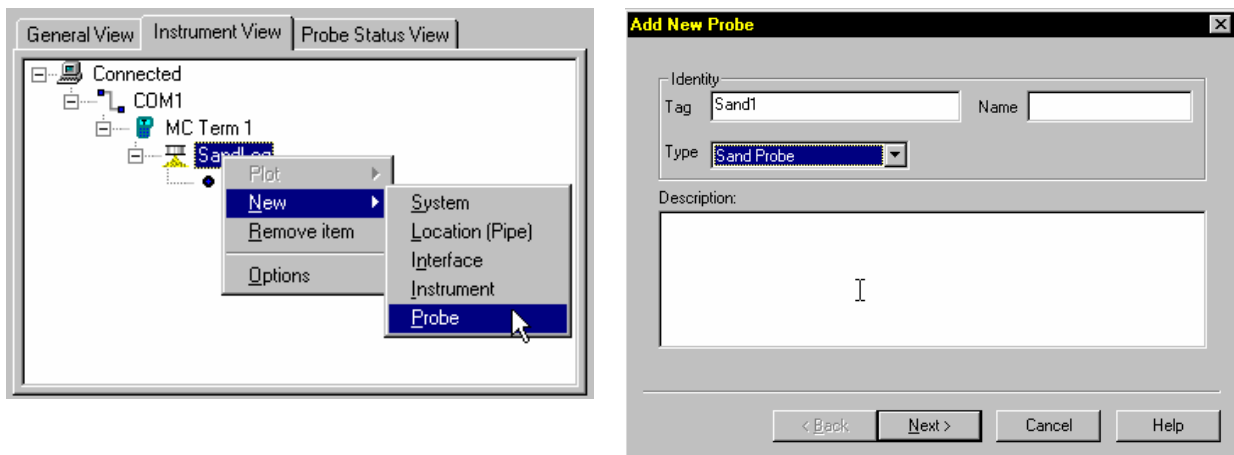 General View Instrument View Probe Status View
Connected
COM1
MC Term 1
SandLog
Plot
New
Remove item
Options
System
Location (Pipe)
Interface
Instrument
Probe
Add New Probe
Identity
Tag Sand1 Name
Type Sand Probe
Description:
< Back Next > Cancel Help